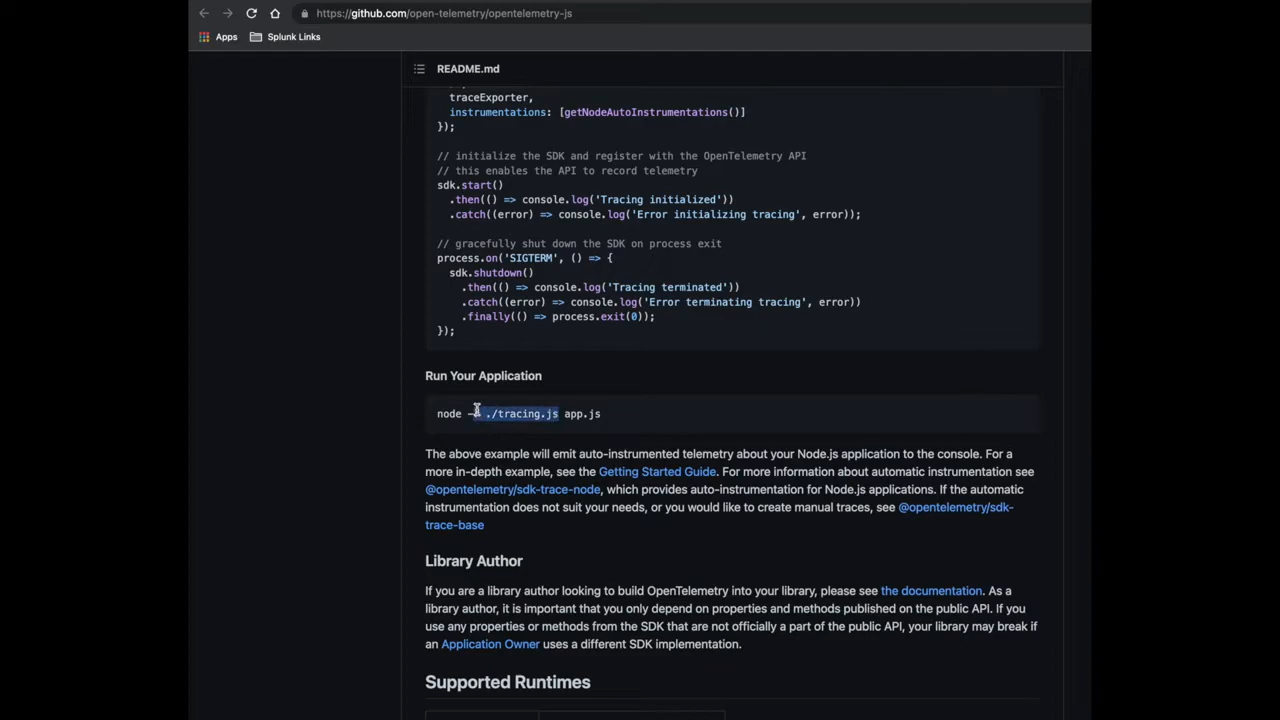 https://github.com/open-telemetry/opentelemetry-js
Apps
Splunk Links
README.md
traceExporter,
instrumentations: [getNodeAutoInstrumentations()]
});
// initialize the SDK and register with the OpenTelemetry API
// this enables the API to record telemetry
sdk.start()
.then(() => console.log('Tracing initialized'))
.catch((error) => console.log('Error initializing tracing', error));
// gracefully shut down the SDK on process exit
process.on('SIGTERM', () => {
sdk.shutdown()
.then(() => console.log('Tracing terminated'))
.catch((error) => console.log('Error terminating tracing', error))
.finally(() => process.exit(0));
});
Run Your Application
node ./tracing.js app.js
The above example will emit auto-instrumented telemetry about your Node.js application to the console. For a
more in-depth example, see the Getting Started Guide. For more information about automatic instrumentation see
@opentelemetry/sdk-trace-node, which provides auto-instrumentation for Node.js applications. If the automatic
instrumentation does not suit your needs, or you would like to create manual traces, see @opentelemetry/sdk-
trace-base
Library Author
If you are a library author looking to build OpenTelemetry into your library, please see the documentation. As a
library author, it is important that you only depend on properties and methods published on the public API. If you
use any properties or methods from the SDK that are not officially a part of the public API, your library may break if
an Application Owner uses a different SDK implementation.
Supported Runtimes